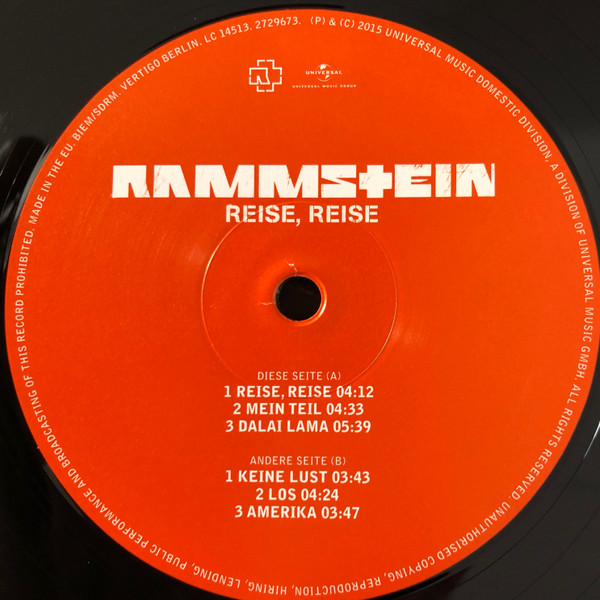 MADE IN THE EU. BIEM/SDRM. VERTIGO BERLIN. LC 14513. 2729673. (P) & (C) 2015 UNIVERSAL MUSIC DOMESTIC DIVISION, A DIVISION OF UNIVERSAL MUSIC GMBH. ALL RIGHTS RESERVED. UNAUTHORISED COPYING, REPRODUCTION, HIRING, LENDING, PUBLIC PERFORMANCE AND BROADCASTING OF THIS RECORD PROHIBITED.
UNIVERSAL
UNIVERSAL MUSIC GROUP
RAMMSTEIN
REISE, REISE
DIESE SEITE (A)
1 REISE, REISE 04:12
2 MEIN TEIL 04:33
3 DALAI LAMA 05:39
ANDERE SEITE (B)
1 KEINE LUST 03:43
2 LOS 04:24
3 AMERIKA 03:47